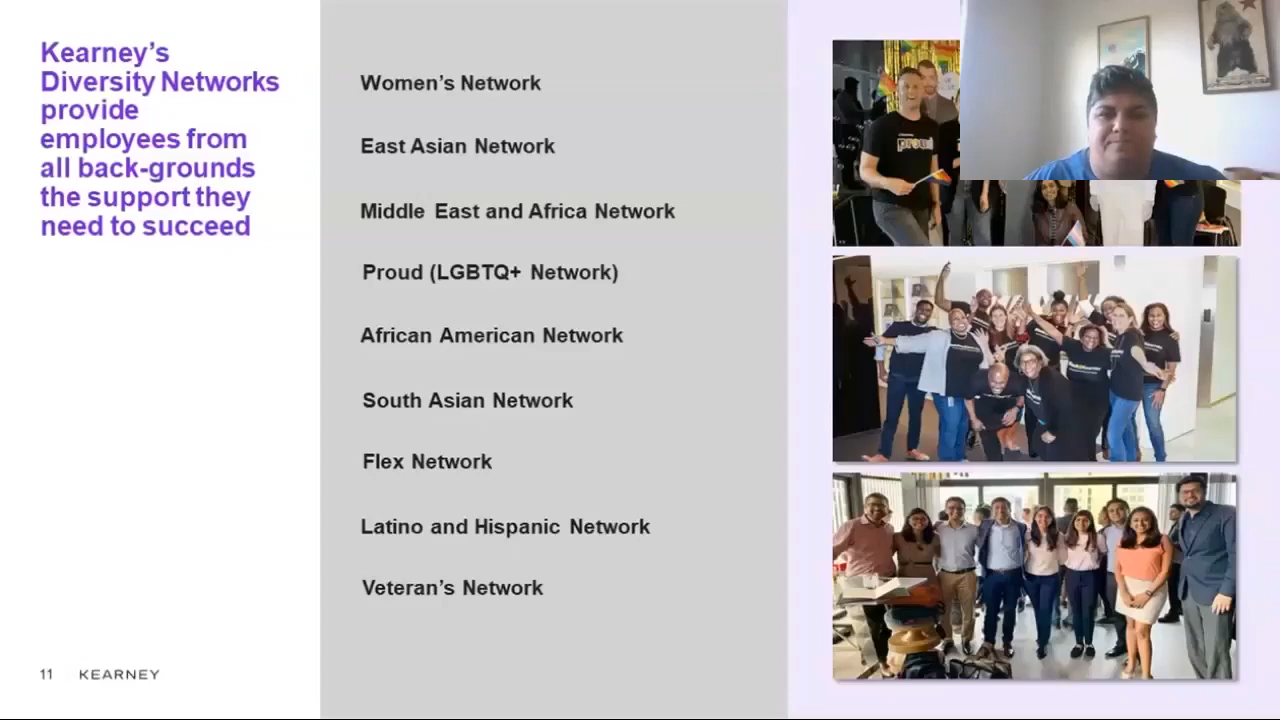 Kearney’s
Diversity Networks
provide
employees from
all back-grounds
the support they
need to succeed
Women’s Network
East Asian Network
Middle East and Africa Network
Proud (LGBTQ+ Network)
African American Network
South Asian Network
Flex Network
Latino and Hispanic Network
Veteran’s Network
proud
11 KEARNEY